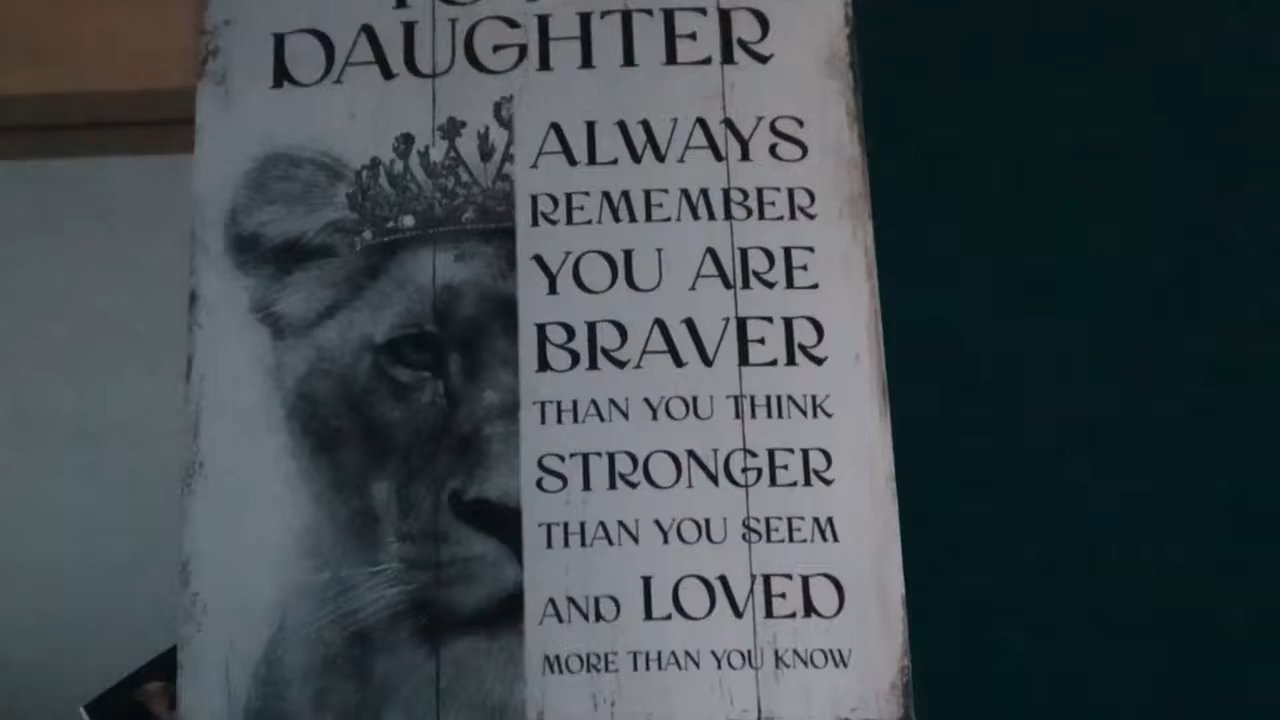 DAUGHTER
ALWAYS
REMEMBER
YOU ARE
BRAVER
THAN YOU THINK
STRONGER
THAN YOU SEEM
AND LOVED
MORE THAN YOU KNOW